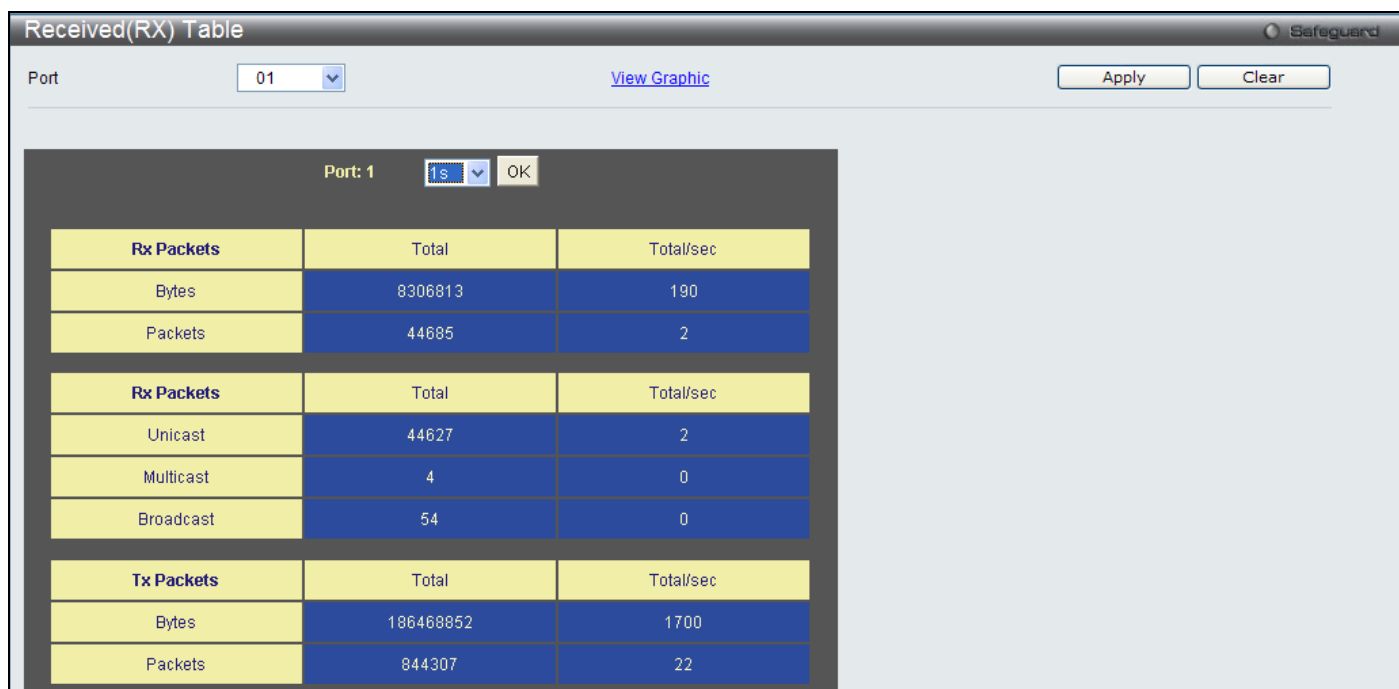 Received(RX) Table Safeguard
Port 01 View Graphic Apply Clear
Port: 1 1s OK
Rx Packets Total Total/sec
Bytes 8306813 190
Packets 44685 2
Rx Packets Total Total/sec
Unicast 44627 2
Multicast 4 0
Broadcast 54 0
Tx Packets Total Total/sec
Bytes 186468852 1700
Packets 844307 22